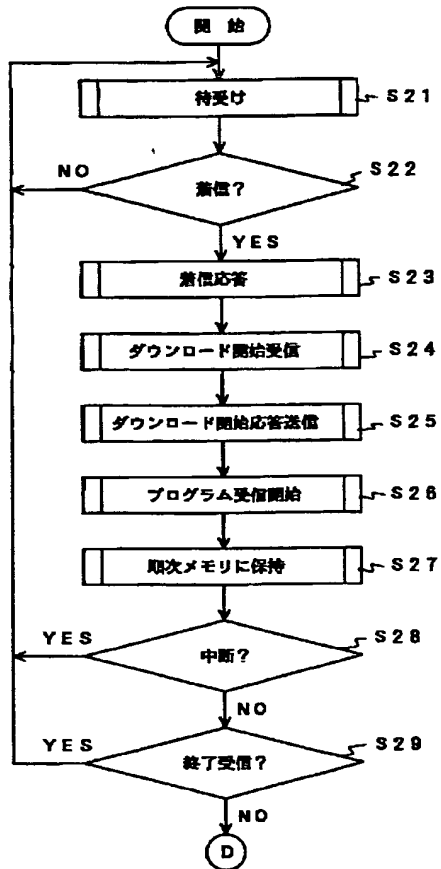 開 始
待受け
S21
着信？
S22
NO
YES
着信応答
S23
ダウンロード開始受信
S24
ダウンロード開始応答送信
S25
プログラム受信開始
S26
順次メモリに保持
S27
中断？
S28
YES
NO
終了受信？
S29
YES
NO
D